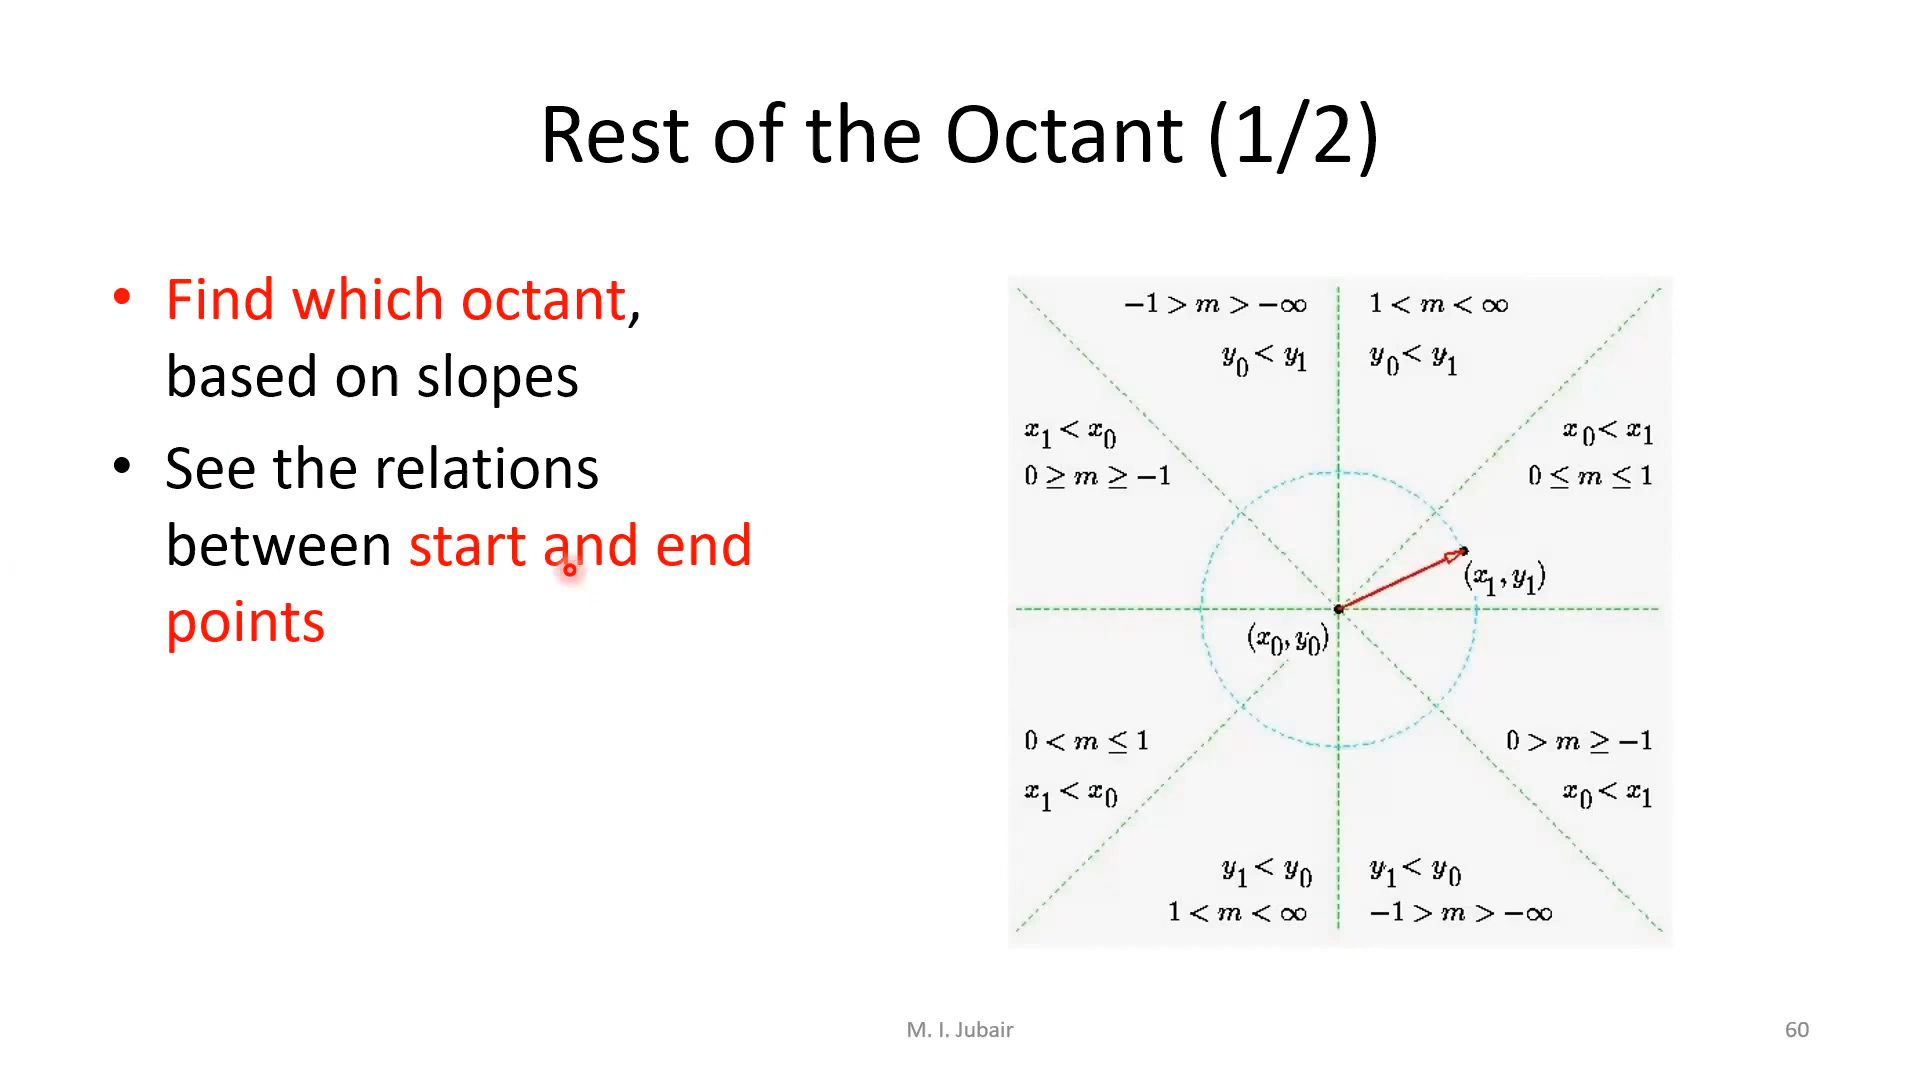 Rest of the Octant (1/2)
• Find which octant,
based on slopes
• See the relations
between start and end
points
−1 > m > −∞
1 < m < ∞
y₀ < y₁
y₀ < y₁
x₁ < x₀
x₀ < x₁
0 ≥ m ≥ −1
0 ≤ m ≤ 1
(x₁, y₁)
(x₀, y₀)
0 < m ≤ 1
0 > m ≥ −1
x₁ < x₀
x₀ < x₁
y₁ < y₀
y₁ < y₀
1 < m < ∞
−1 > m > −∞
M. I. Jubair
60